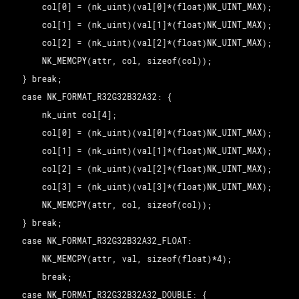 col[0] = (nk_uint)(val[0]*(float)NK_UINT_MAX);
col[1] = (nk_uint)(val[1]*(float)NK_UINT_MAX);
col[2] = (nk_uint)(val[2]*(float)NK_UINT_MAX);
NK_MEMCPY(attr, col, sizeof(col));
} break;
case NK_FORMAT_R32G32B32A32: {
nk_uint col[4];
col[0] = (nk_uint)(val[0]*(float)NK_UINT_MAX);
col[1] = (nk_uint)(val[1]*(float)NK_UINT_MAX);
col[2] = (nk_uint)(val[2]*(float)NK_UINT_MAX);
col[3] = (nk_uint)(val[3]*(float)NK_UINT_MAX);
NK_MEMCPY(attr, col, sizeof(col));
} break;
case NK_FORMAT_R32G32B32A32_FLOAT:
NK_MEMCPY(attr, val, sizeof(float)*4);
break;
case NK_FORMAT_R32G32B32A32_DOUBLE: {